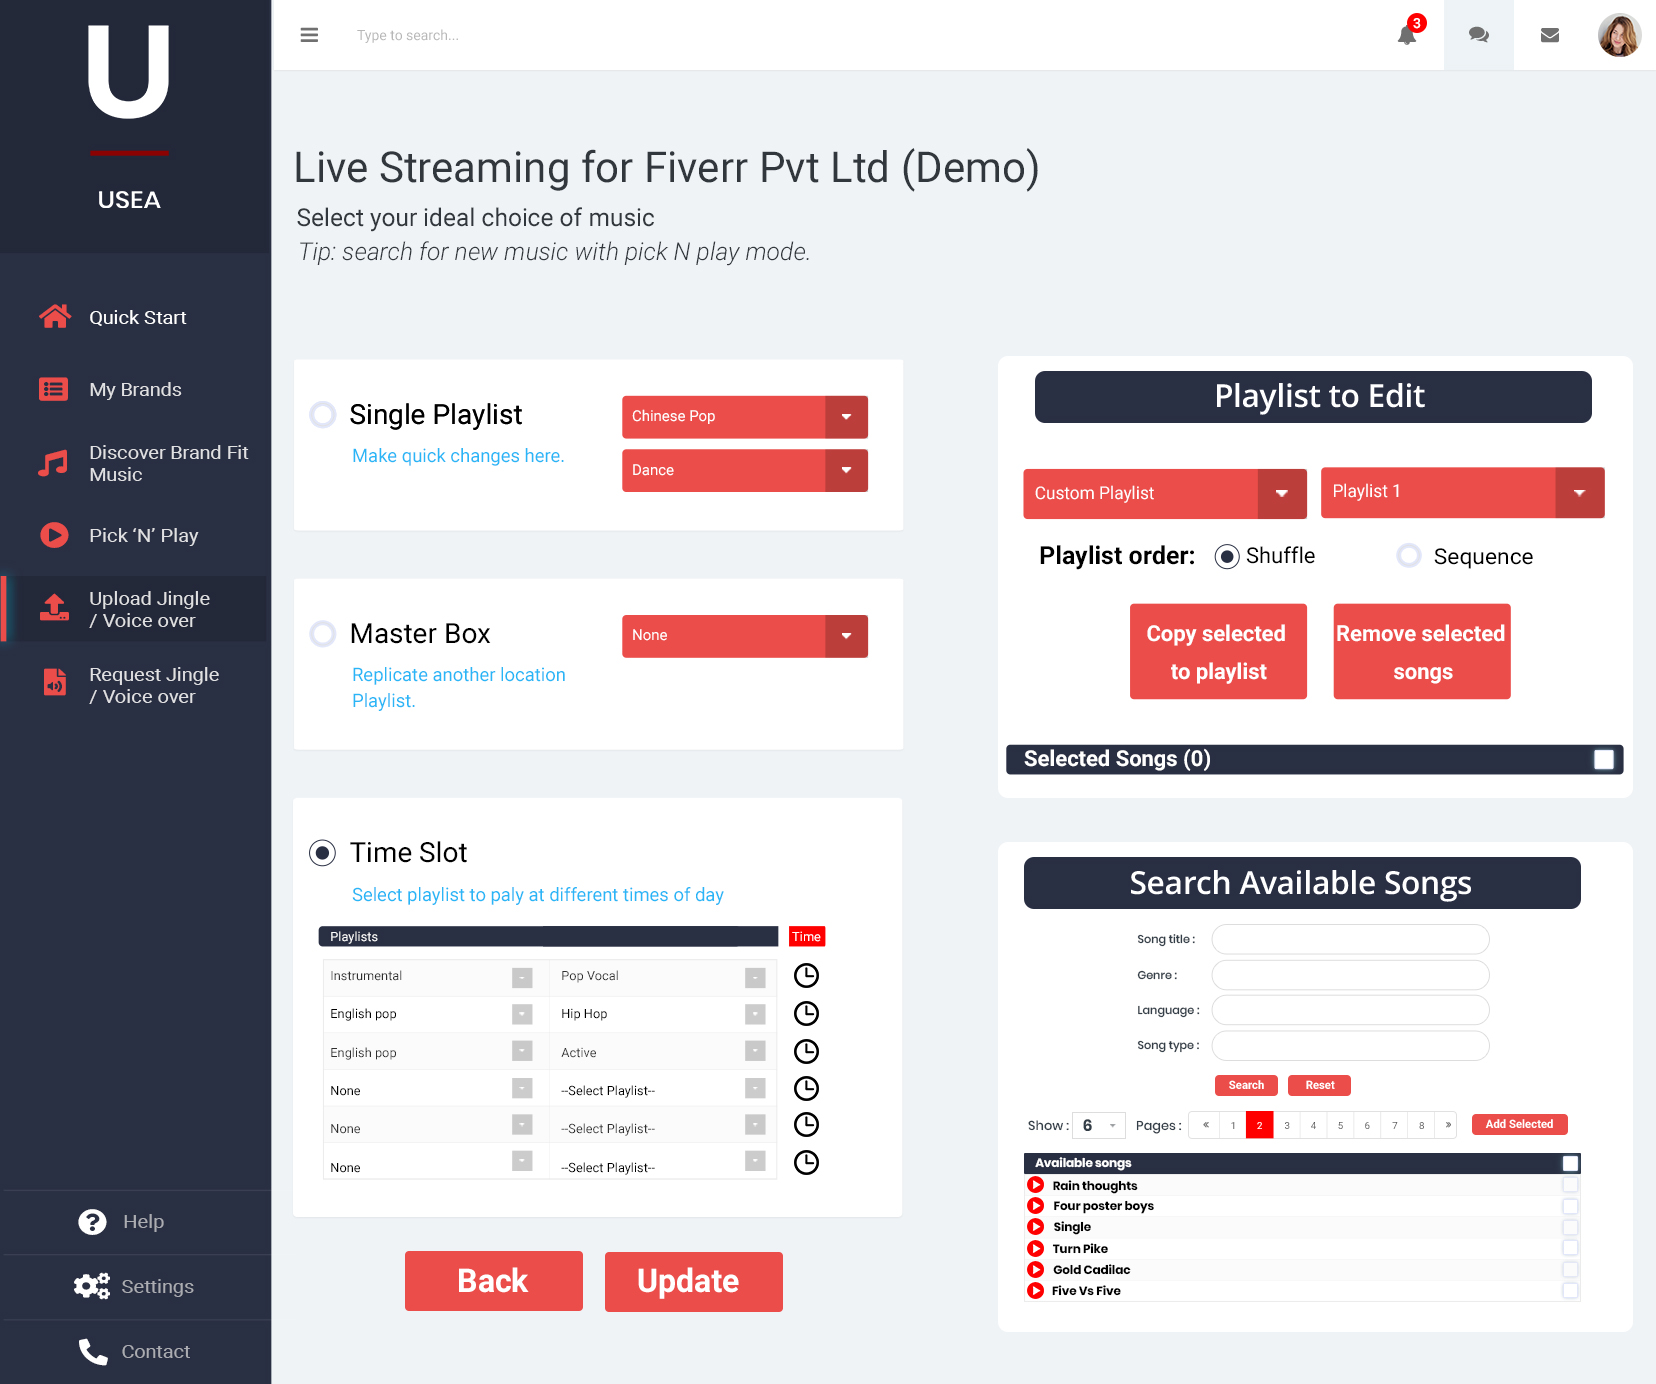 U
USEA
Quick Start
My Brands
Discover Brand Fit
Music
Pick ‘N’ Play
Upload Jingle
/ Voice over
Request Jingle
/ Voice over
Help
Settings
Contact
Type to search...
3
Live Streaming for Fiverr Pvt Ltd (Demo)
Select your ideal choice of music
Tip: search for new music with pick N play mode.
Single Playlist
Make quick changes here.
Chinese Pop
Dance
Master Box
Replicate another location
Playlist.
None
Time Slot
Select playlist to paly at different times of day
Playlists Time
Instrumental Pop Vocal
English pop Hip Hop
English pop Active
None --Select Playlist--
None --Select Playlist--
None --Select Playlist--
Back Update
Playlist to Edit
Custom Playlist Playlist 1
Playlist order: Shuffle Sequence
Copy selected
to playlist
Remove selected
songs
Selected Songs (0)
Search Available Songs
Song title :
Genre :
Language :
Song type :
Search Reset
Show : 6 Pages : « 1 2 3 4 5 6 7 8 » Add Selected
Available songs
Rain thoughts
Four poster boys
Single
Turn Pike
Gold Cadilac
Five Vs Five